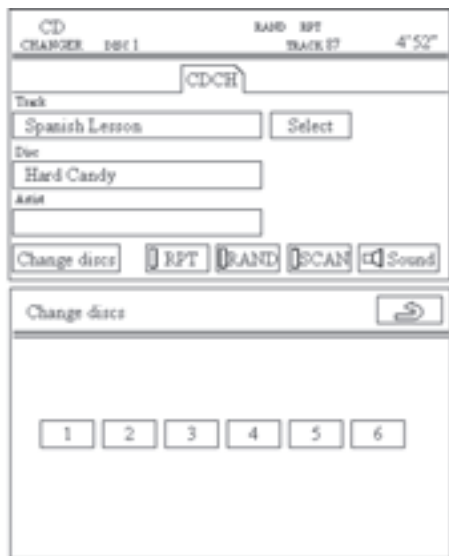 CD RAND RPT
CHANGER DISC 1 TRACK 07 4'52"
CDCH
Track
Spanish Lesson Select
Disc
Hard Candy
Artist
Change discs RPT RAND SCAN Sound
Change discs
1 2 3 4 5 6